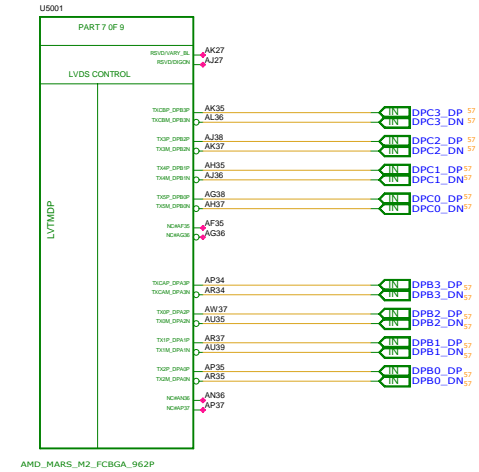 U5001
PART 7 0F 9
RSVD/VARY_BL AK27
RSVD/DIGON AJ27
LVDS CONTROL
TXCBP_DPB3P AK35 IN DPC3_DP 57
TXCBM_DPB3N AL36 IN DPC3_DN 57
TX3P_DPB2P AJ38 IN DPC2_DP 57
TX3M_DPB2N AK37 IN DPC2_DN 57
TX4P_DPB1P AH35 IN DPC1_DP 57
TX4M_DPB1N AJ36 IN DPC1_DN 57
TX5P_DPB0P AG38 IN DPC0_DP 57
TX5M_DPB0N AH37 IN DPC0_DN 57
NC#AF35 AF35
NC#AG36 AG36
LVTMDP
TXCAP_DPA3P AP34 IN DPB3_DP 57
TXCAM_DPA3N AR34 IN DPB3_DN 57
TX0P_DPA2P AW37 IN DPB2_DP 57
TX0M_DPA2N AU35 IN DPB2_DN 57
TX1P_DPA1P AR37 IN DPB1_DP 57
TX1M_DPA1N AU39 IN DPB1_DN 57
TX2P_DPA0P AP35 IN DPB0_DP 57
TX2M_DPA0N AR35 IN DPB0_DN 57
NC#AN36 AN36
NC#AP37 AP37
AMD_MARS_M2_FCBGA_962P